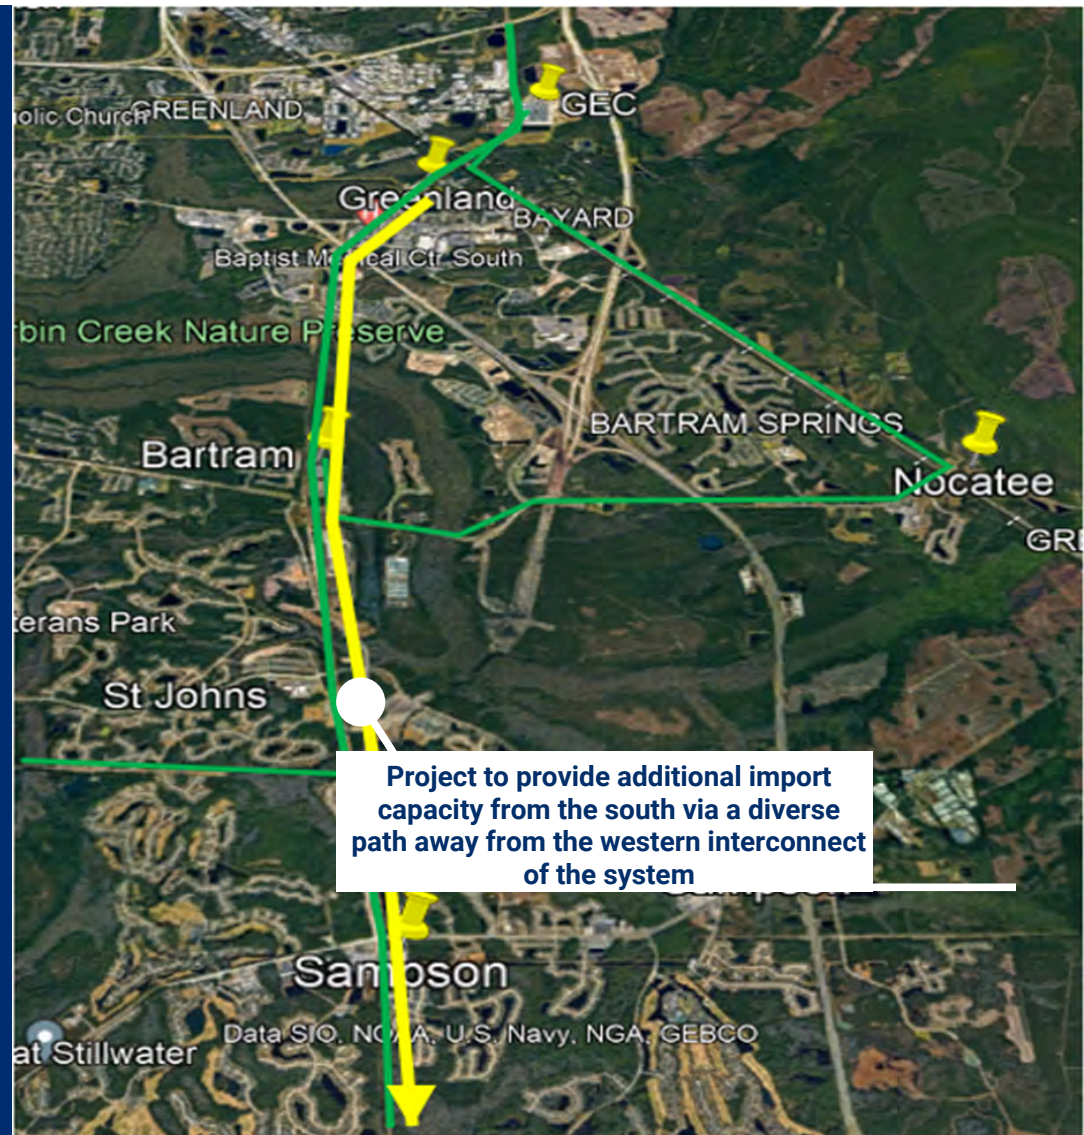 GEC
olic Church
GREENLAND
Greenland
BAYARD
Baptist Medical Ctr South
rbin Creek Nature Preserve
BARTRAM SPRINGS
Bartram
Nocatee
GRE
terans Park
St Johns
Project to provide additional import
capacity from the south via a diverse
path away from the western interconnect
of the system
Sampson
Data SIO, NOAA, U.S. Navy, NGA, GEBCO
at Stillwater